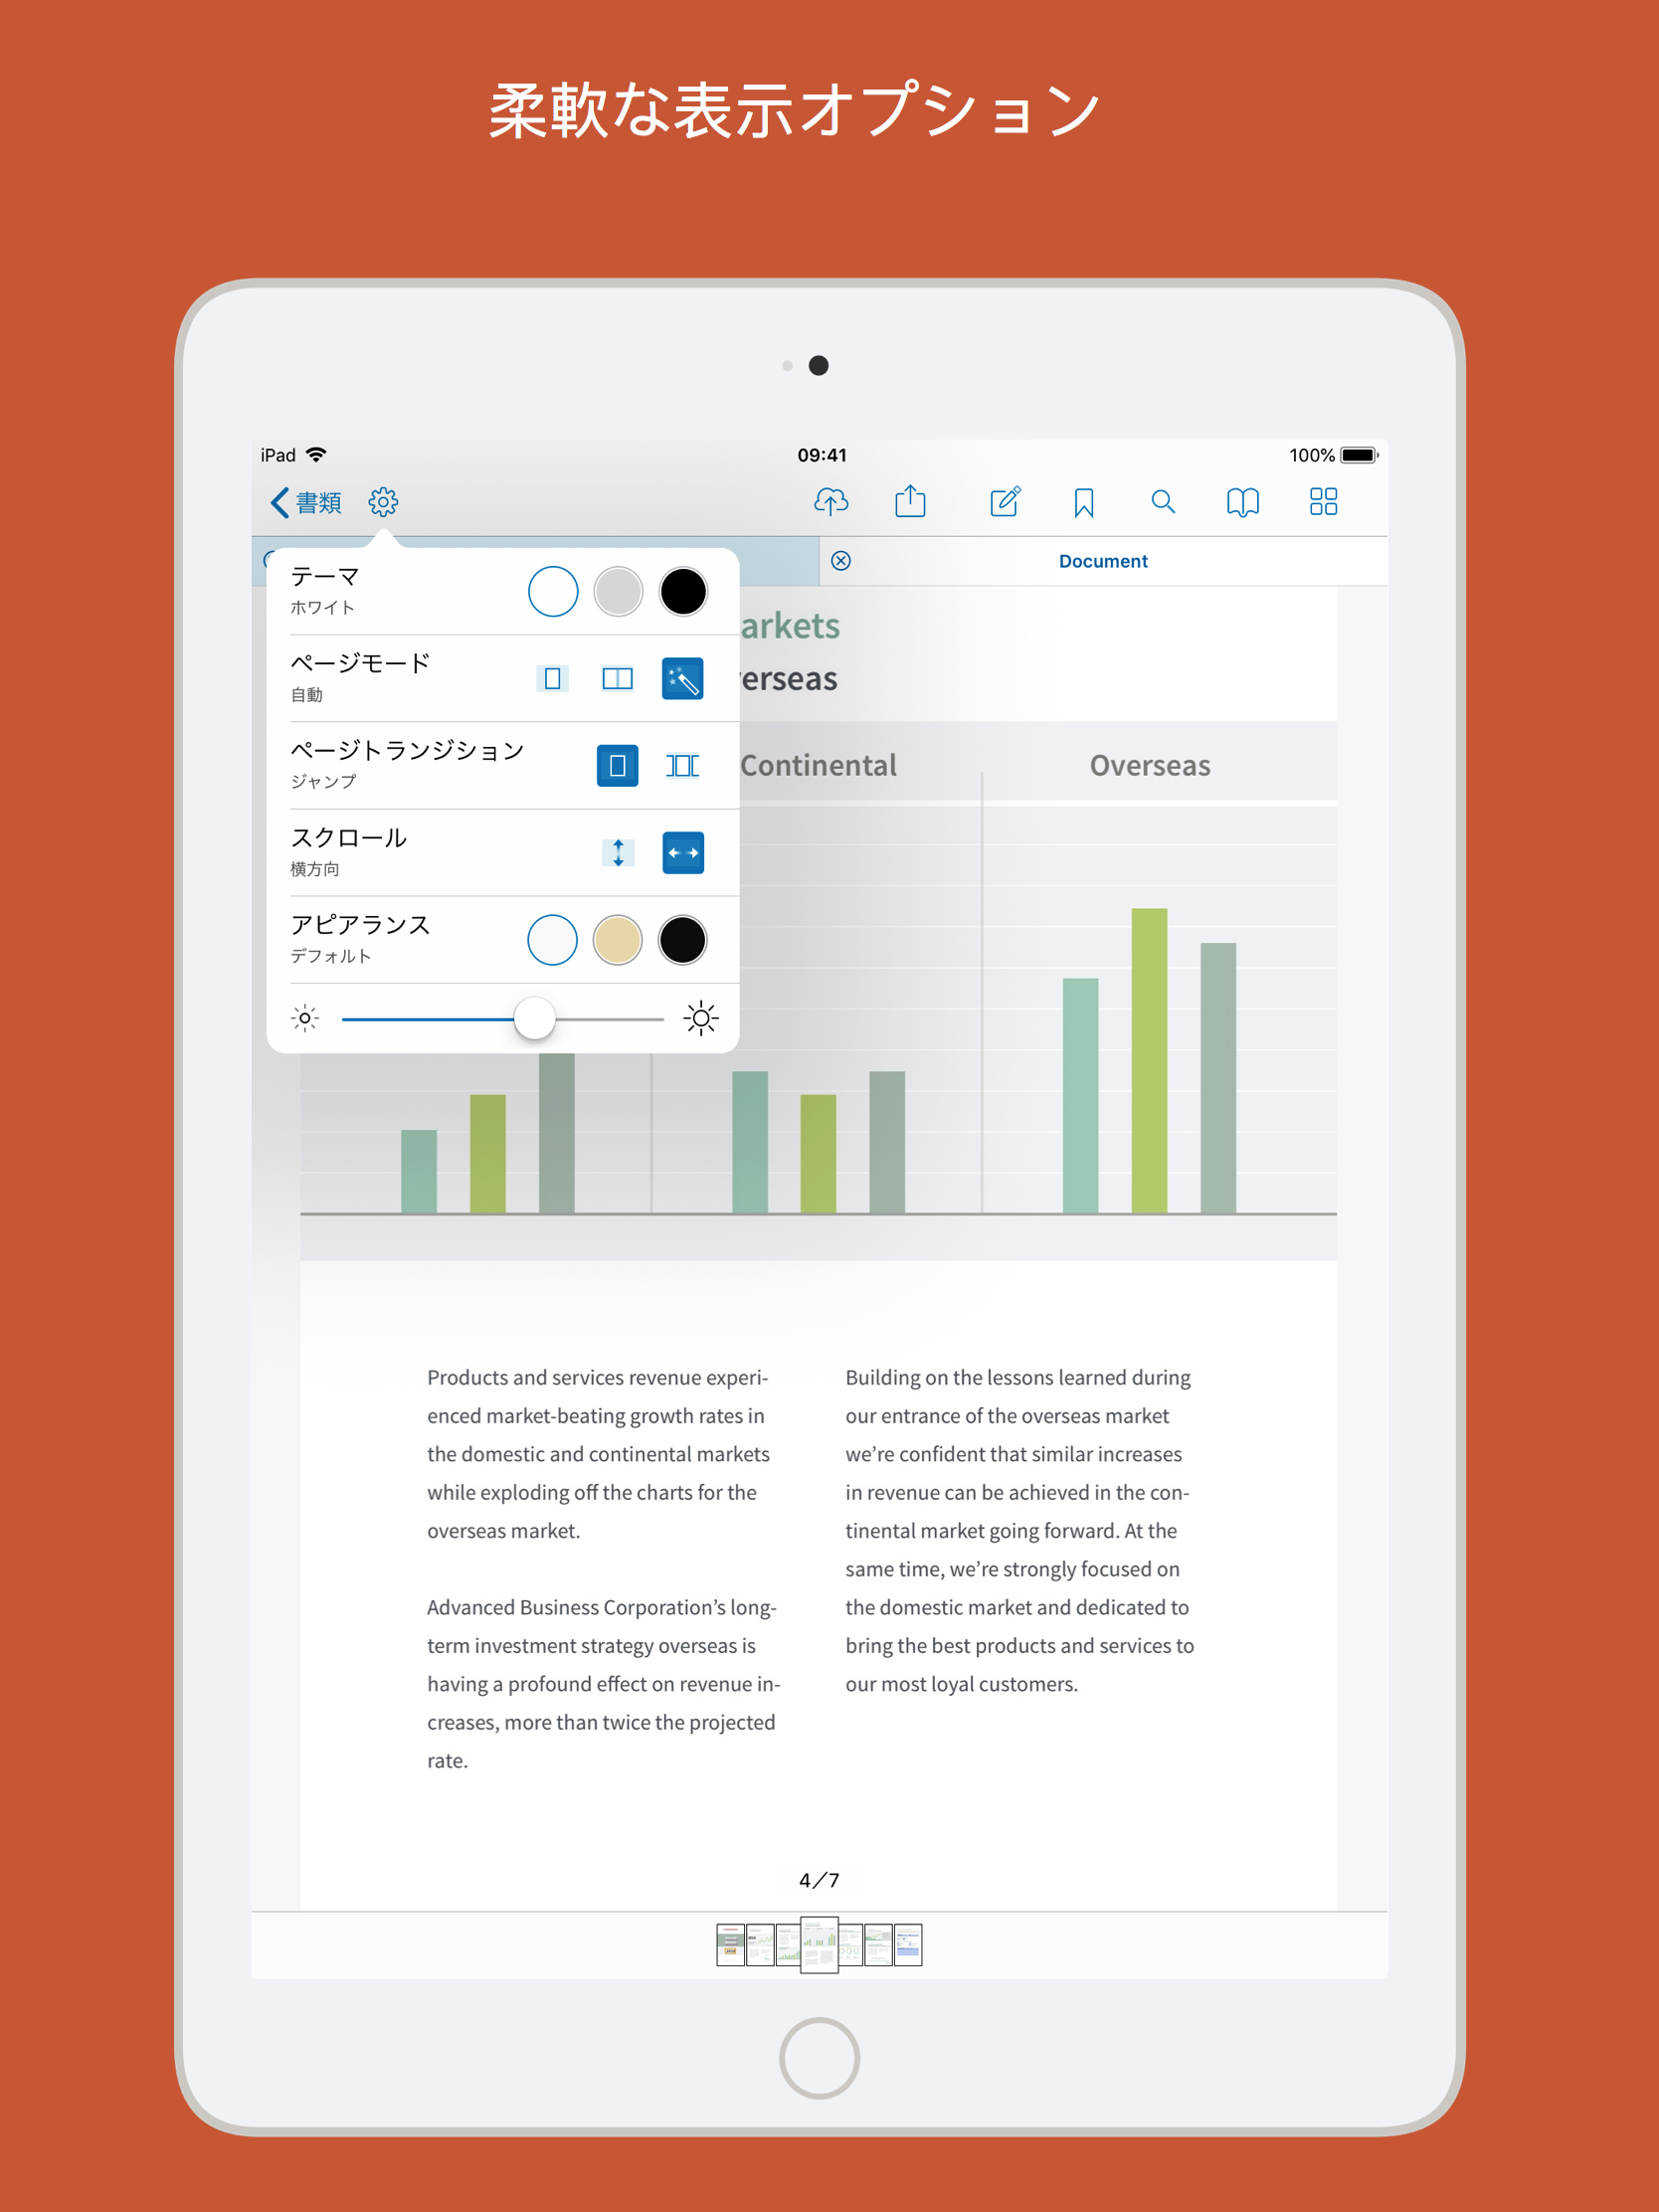 柔軟な表示オプション
iPad
09:41
100%
書類
Document
テーマ
ホワイト
ページモード
自動
ページトランジション
ジャンプ
スクロール
横方向
アピアランス
デフォルト
arkets
erseas
Continental
Overseas
Products and services revenue experi-
enced market-beating growth rates in
the domestic and continental markets
while exploding off the charts for the
overseas market.
Advanced Business Corporation’s long-
term investment strategy overseas is
having a profound effect on revenue in-
creases, more than twice the projected
rate.
Building on the lessons learned during
our entrance of the overseas market
we’re confident that similar increases
in revenue can be achieved in the con-
tinental market going forward. At the
same time, we’re strongly focused on
the domestic market and dedicated to
bring the best products and services to
our most loyal customers.
4/7